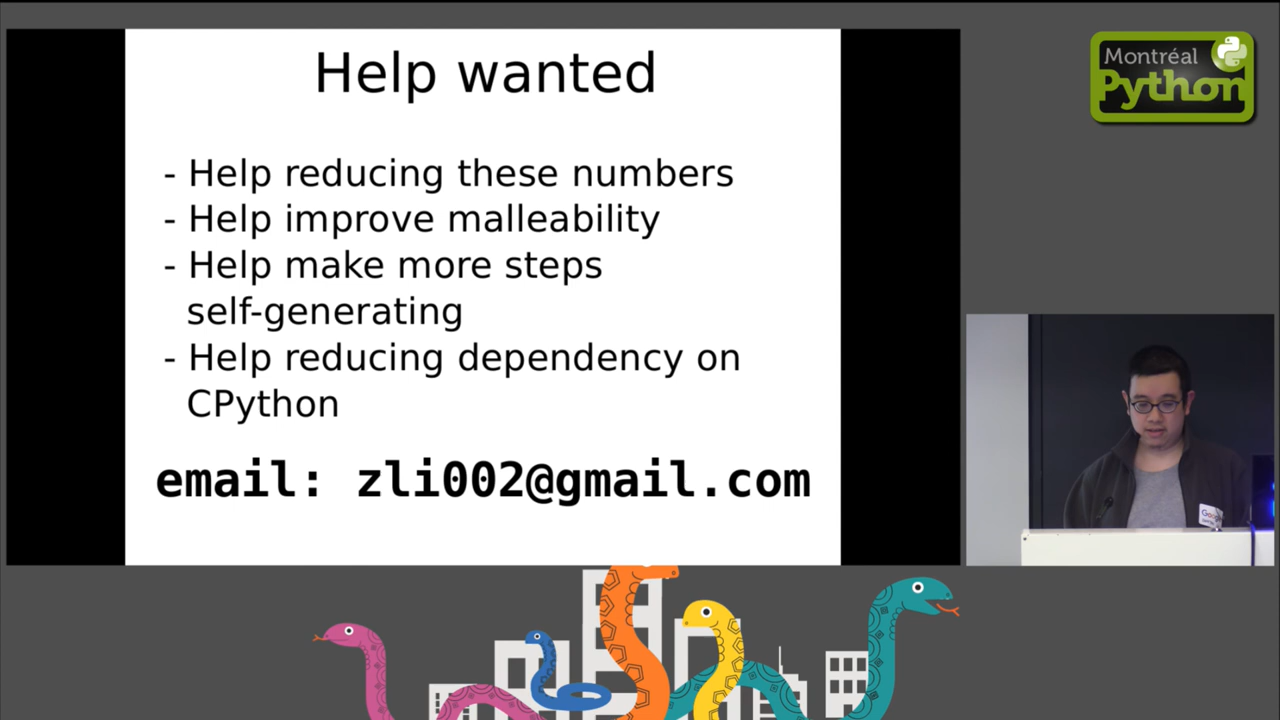 Help wanted
- Help reducing these numbers
- Help improve malleability
- Help make more steps
self-generating
- Help reducing dependency on
CPython
email: zli002@gmail.com
Montréal
Python